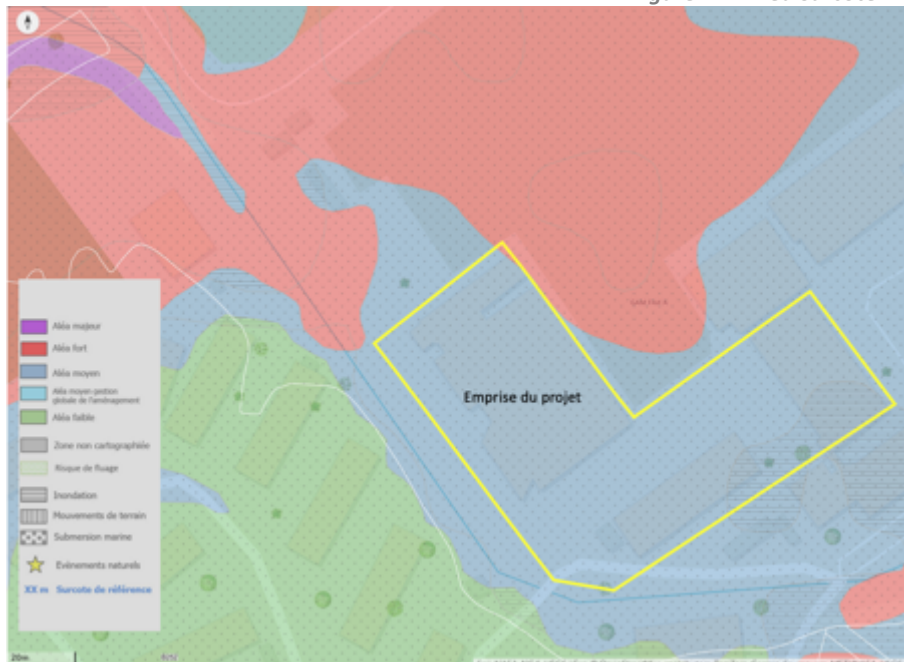 Emprise du projet
Aléa majeur
Aléa fort
Aléa moyen
Aléa moyen gestion
globale de l'aménagement
Aléa faible
Zone non cartographiée
Risque de fluage
Inondation
Mouvements de terrain
Submersion marine
Evénements naturels
XX m Surcote de référence
20m